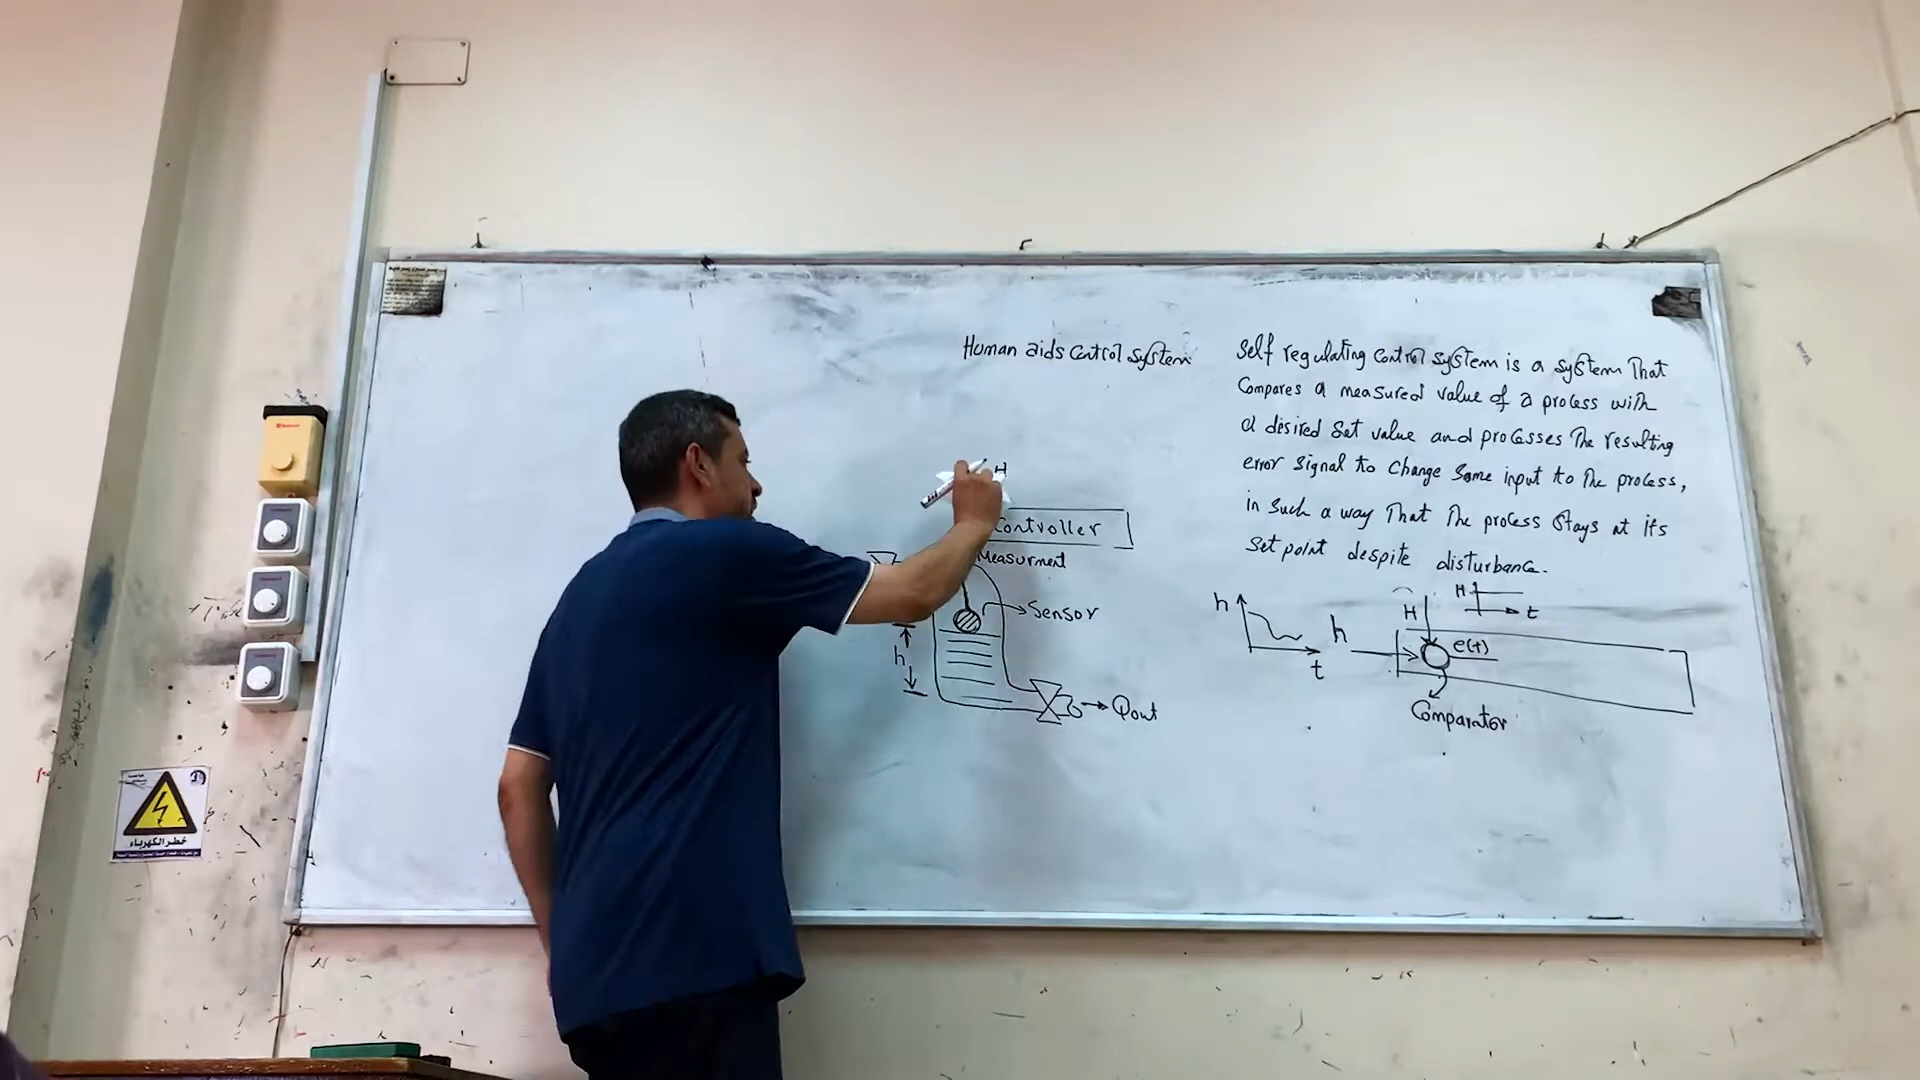 Human aids control system
Self regulating control system is a system That
Compares a measured value of a process with
a desired set value and processes The resulting
error signal to change some input to The process,
in such a way That The process stays at its
set point despite disturbance.
H
Controller
Measurment
Sensor
h
Qout
h
t
h
H
H
t
e(t)
Comparator
خطر الكهرباء